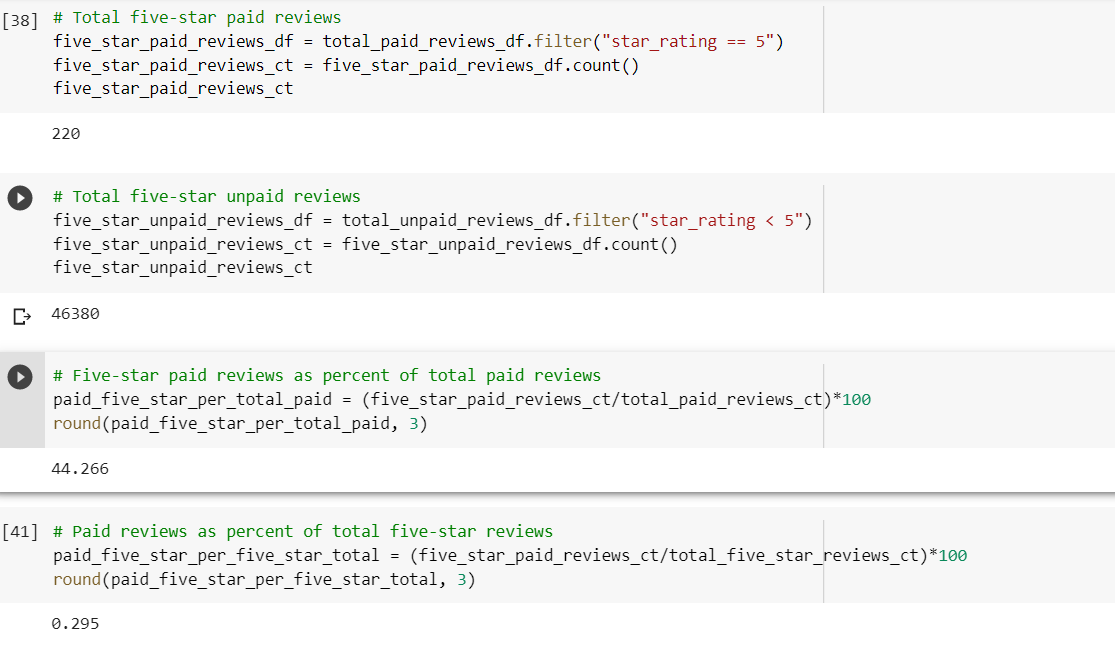 [38] # Total five-star paid reviews
five_star_paid_reviews_df = total_paid_reviews_df.filter("star_rating == 5")
five_star_paid_reviews_ct = five_star_paid_reviews_df.count()
five_star_paid_reviews_ct
220
# Total five-star unpaid reviews
five_star_unpaid_reviews_df = total_unpaid_reviews_df.filter("star_rating < 5")
five_star_unpaid_reviews_ct = five_star_unpaid_reviews_df.count()
five_star_unpaid_reviews_ct
46380
# Five-star paid reviews as percent of total paid reviews
paid_five_star_per_total_paid = (five_star_paid_reviews_ct/total_paid_reviews_ct)*100
round(paid_five_star_per_total_paid, 3)
44.266
[41] # Paid reviews as percent of total five-star reviews
paid_five_star_per_five_star_total = (five_star_paid_reviews_ct/total_five_star_reviews_ct)*100
round(paid_five_star_per_five_star_total, 3)
0.295